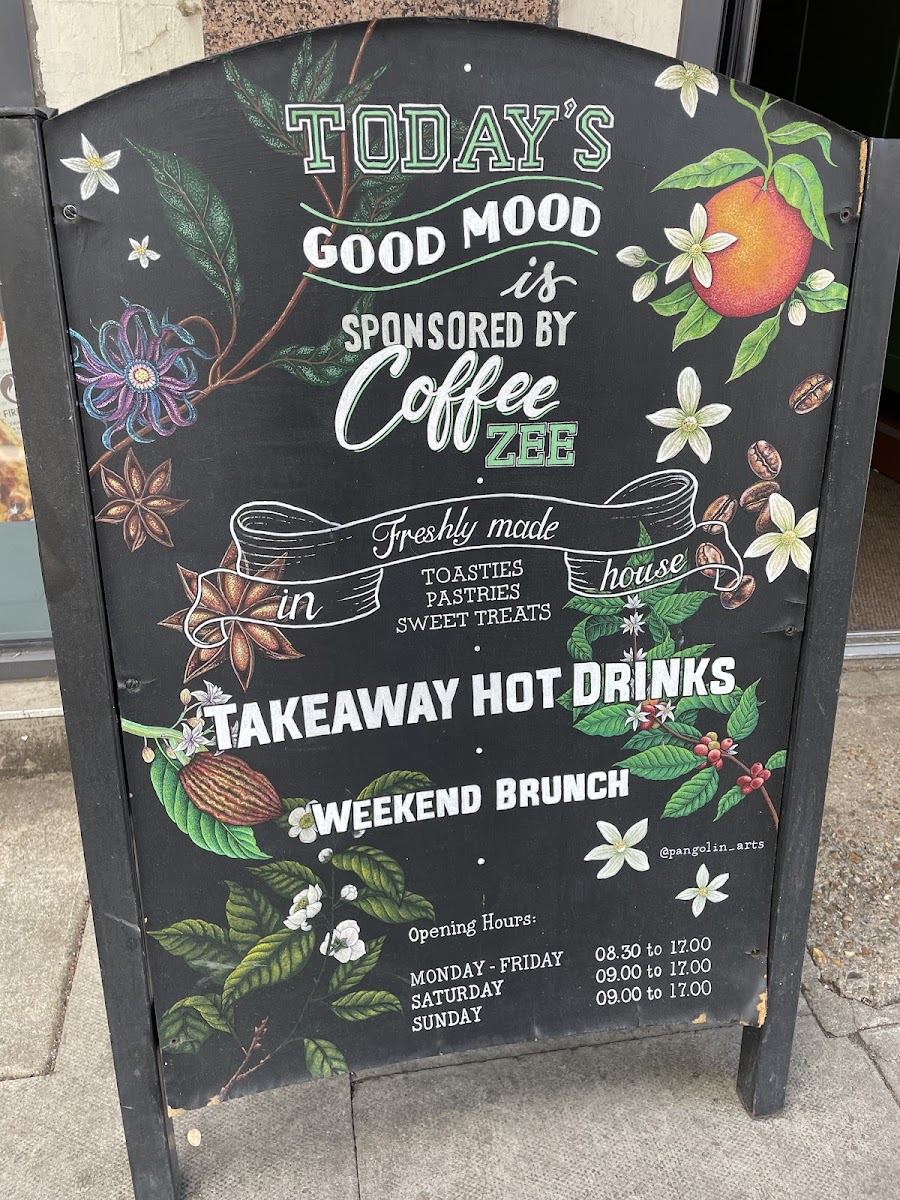 TODAY'S
GOOD MOOD
is
SPONSORED BY
Coffee
ZEE
Freshly made
in house
TOASTIES
PASTRIES
SWEET TREATS
TAKEAWAY HOT DRINKS
WEEKEND BRUNCH
@pangolin_arts
Opening Hours:
MONDAY - FRIDAY 08.30 to 17.00
SATURDAY 09.00 to 17.00
SUNDAY 09.00 to 17.00